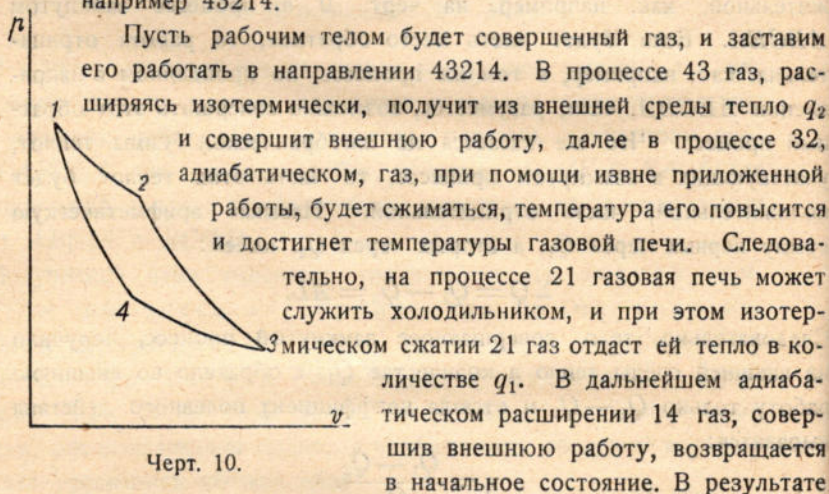 например 43214.
Пусть рабочим телом будет совершенный газ, и заставим
его работать в направлении 43214. В процессе 43 газ, рас-
ширяясь изотермически, получит из внешней среды тепло q₂
и совершит внешнюю работу, далее в процессе 32,
адиабатическом, газ, при помощи извне приложенной
работы, будет сжиматься, температура его повысится
и достигнет температуры газовой печи. Следова-
тельно, на процессе 21 газовая печь может
служить холодильником, и при этом изотер-
мическом сжатии 21 газ отдаст ей тепло в ко-
личестве q₁. В дальнейшем адиаба-
тическом расширении 14 газ, совер-
шив внешнюю работу, возвращается
в начальное состояние. В результате
p
1
2
4
3
v
Черт. 10.